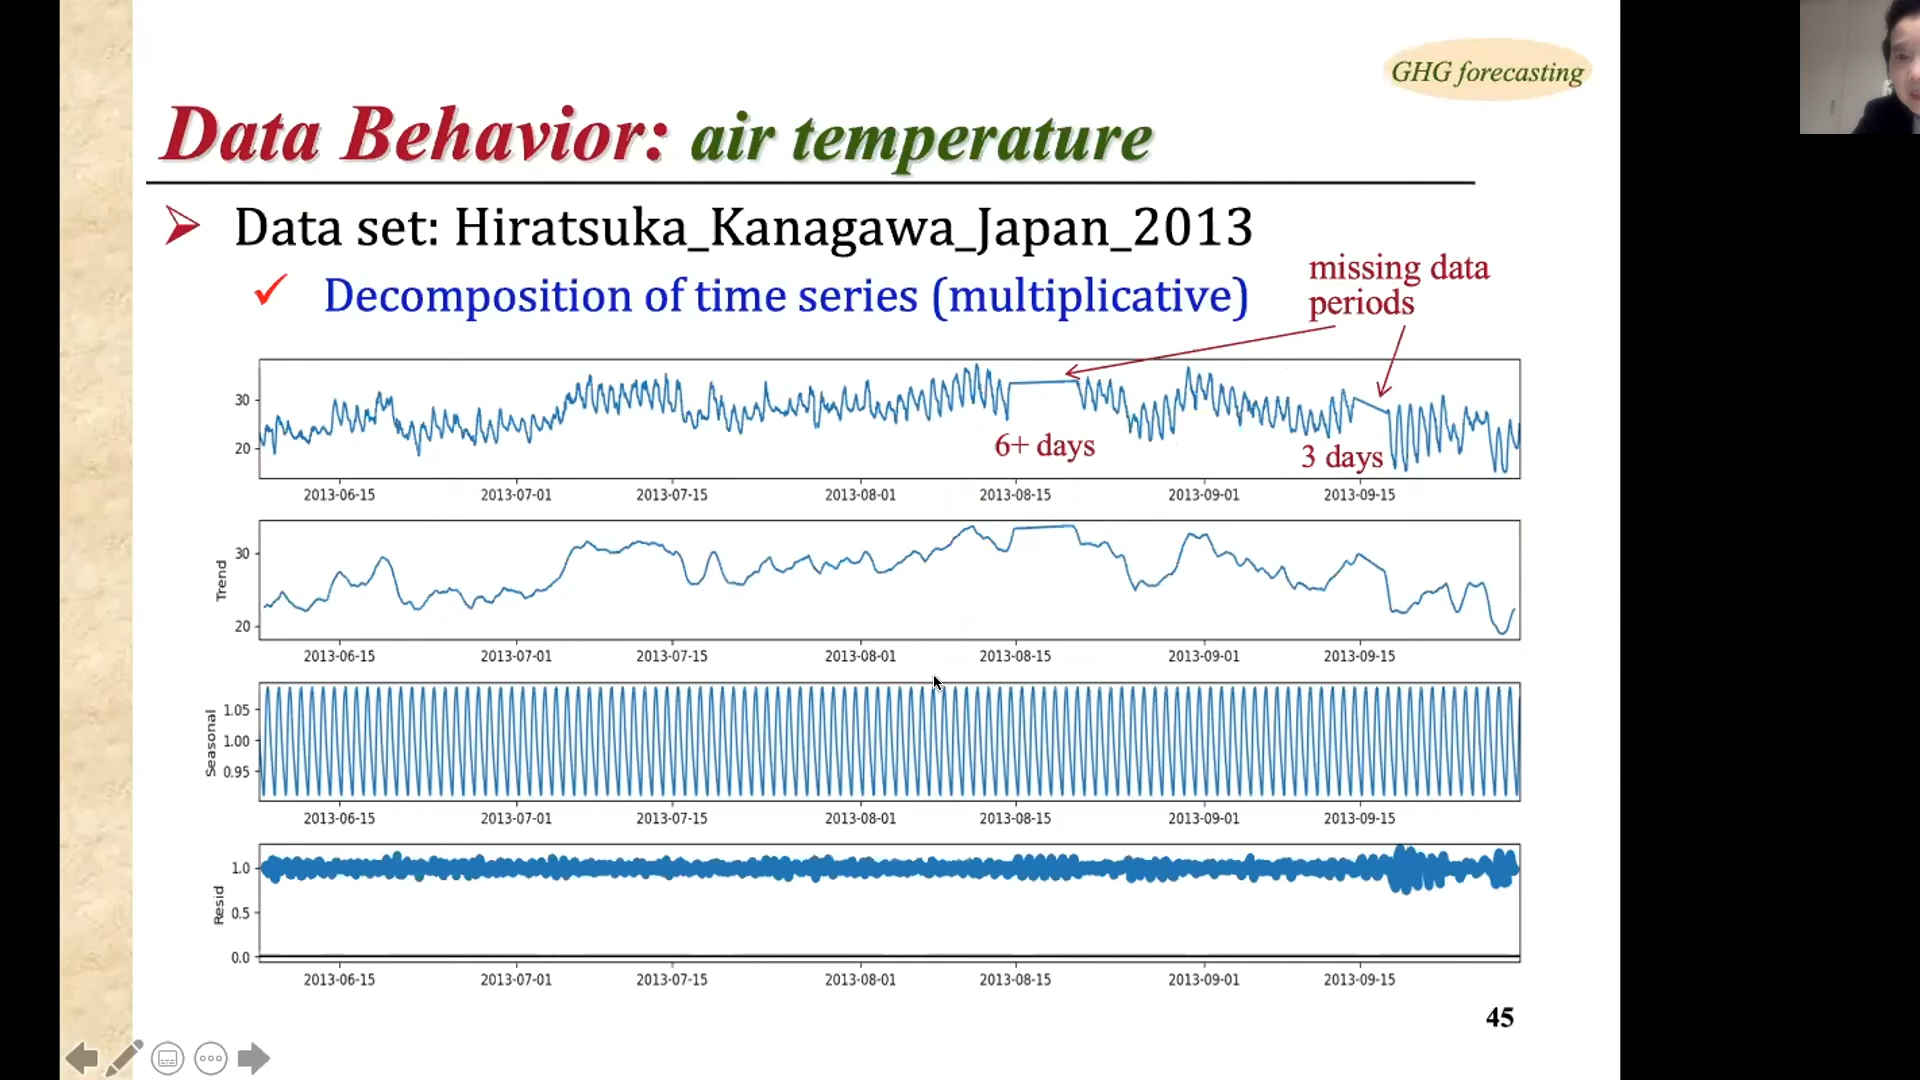 GHG forecasting
Data Behavior: air temperature
Data set: Hiratsuka_Kanagawa_Japan_2013
Decomposition of time series (multiplicative)
missing data
periods
30
20
6+ days
3 days
2013-06-15 2013-07-01 2013-07-15 2013-08-01 2013-08-15 2013-09-01 2013-09-15
Trend
30
20
2013-06-15 2013-07-01 2013-07-15 2013-08-01 2013-08-15 2013-09-01 2013-09-15
Seasonal
1.05
1.00
0.95
2013-06-15 2013-07-01 2013-07-15 2013-08-01 2013-08-15 2013-09-01 2013-09-15
Resid
1.0
0.5
0.0
2013-06-15 2013-07-01 2013-07-15 2013-08-01 2013-08-15 2013-09-01 2013-09-15
45